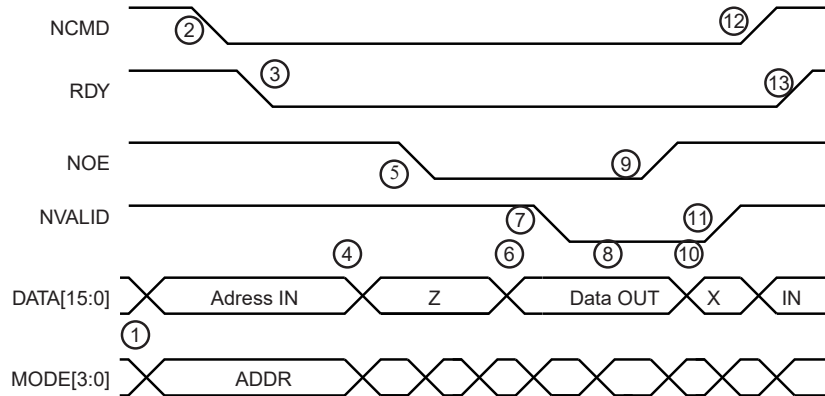 NCMD
2
12
RDY
3
13
NOE
5
9
NVALID
7
11
4
6
8
10
DATA[15:0]
Adress IN
Z
Data OUT
X
IN
1
MODE[3:0]
ADDR